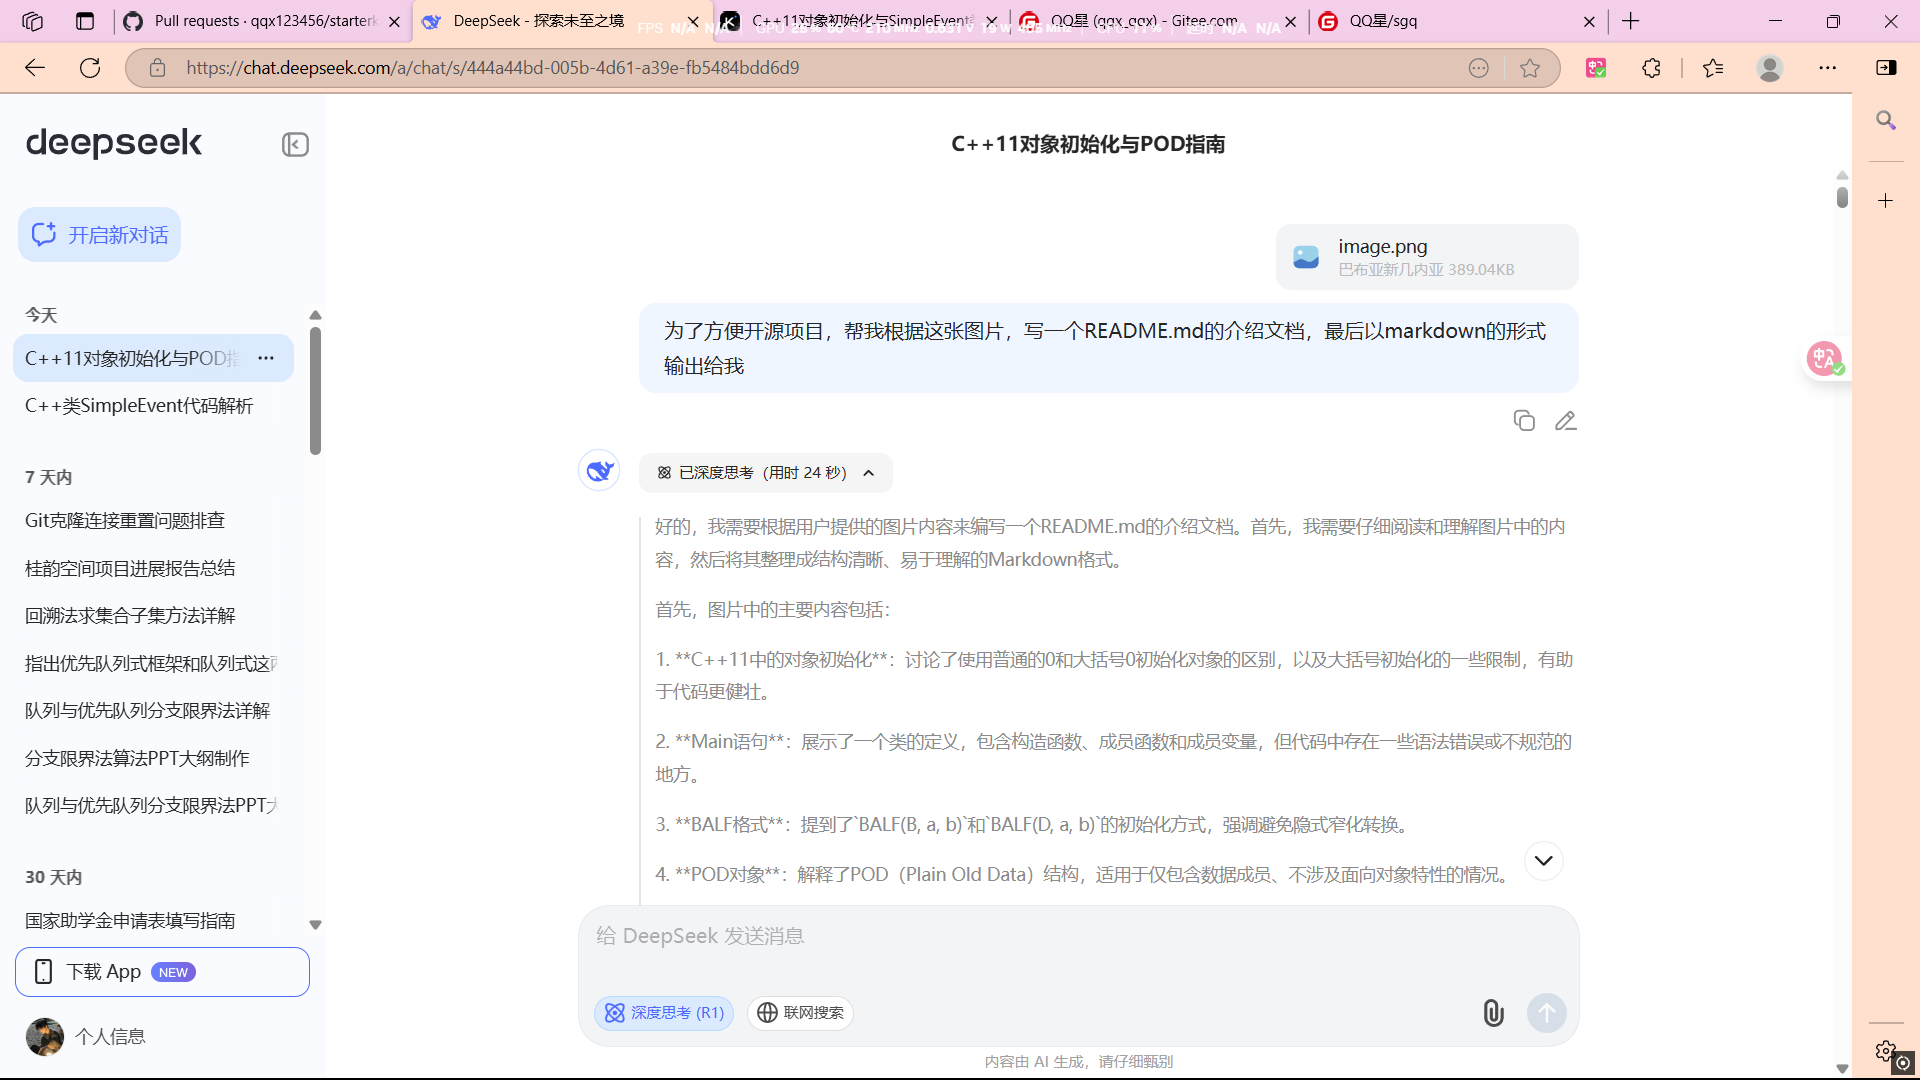 Pull requests · qqx123456/starterk
DeepSeek - 探索未至之境
C++11对象初始化与SimpleEvent
QQ星 (qqx_qqx) - Gitee.com
QQ星/sgq
FPS N/A N/A
N/A N/A
https://chat.deepseek.com/a/chat/s/444a44bd-005b-4d61-a39e-fb5484bdd6d9
deepseek
开启新对话
今天
C++11对象初始化与POD指
C++类SimpleEvent代码解析
7 天内
Git克隆连接重置问题排查
桂韵空间项目进展报告总结
回溯法求集合子集方法详解
指出优先队列式框架和队列式这两
队列与优先队列分支限界法详解
分支限界法算法PPT大纲制作
队列与优先队列分支限界法PPT大
30 天内
国家助学金申请表填写指南
下载 App NEW
个人信息
C++11对象初始化与POD指南
image.png
巴布亚新几内亚 389.04KB
为了方便开源项目，帮我根据这张图片，写一个README.md的介绍文档，最后以markdown的形式
输出给我
已深度思考（用时 24 秒）
好的，我需要根据用户提供的图片内容来编写一个README.md的介绍文档。首先，我需要仔细阅读和理解图片中的内
容，然后将其整理成结构清晰、易于理解的Markdown格式。
首先，图片中的主要内容包括：
1. **C++11中的对象初始化**：讨论了使用普通的0和大括号0初始化对象的区别，以及大括号初始化的一些限制，有助
于代码更健壮。
2. **Main语句**：展示了一个类的定义，包含构造函数、成员函数和成员变量，但代码中存在一些语法错误或不规范的
地方。
3. **BALF格式**：提到了`BALF(B, a, b)`和`BALF(D, a, b)`的初始化方式，强调避免隐式窄化转换。
4. **POD对象**：解释了POD（Plain Old Data）结构，适用于仅包含数据成员、不涉及面向对象特性的情况。
给 DeepSeek 发送消息
深度思考 (R1)
联网搜索
内容由 AI 生成，请仔细甄别